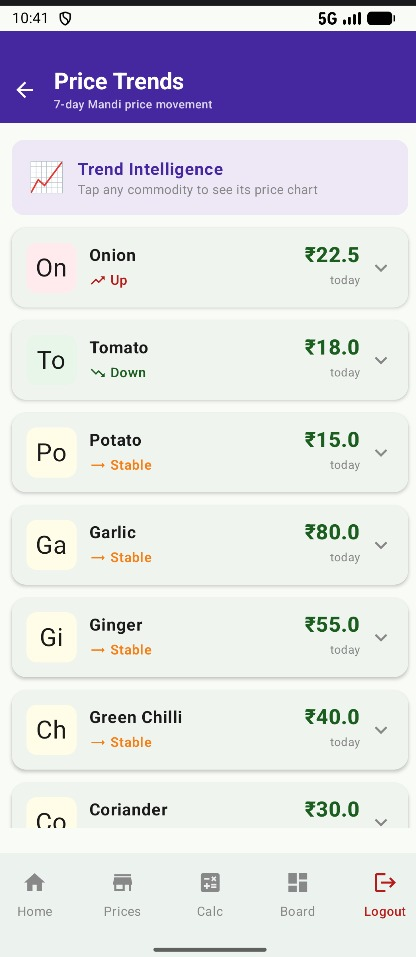 10:41
5G
Price Trends
7-day Mandi price movement
Trend Intelligence
Tap any commodity to see its price chart
On
Onion
Up
₹22.5
today
To
Tomato
Down
₹18.0
today
Po
Potato
Stable
₹15.0
today
Ga
Garlic
Stable
₹80.0
today
Gi
Ginger
Stable
₹55.0
today
Ch
Green Chilli
Stable
₹40.0
today
Co
Coriander
₹30.0
Home
Prices
Calc
Board
Logout